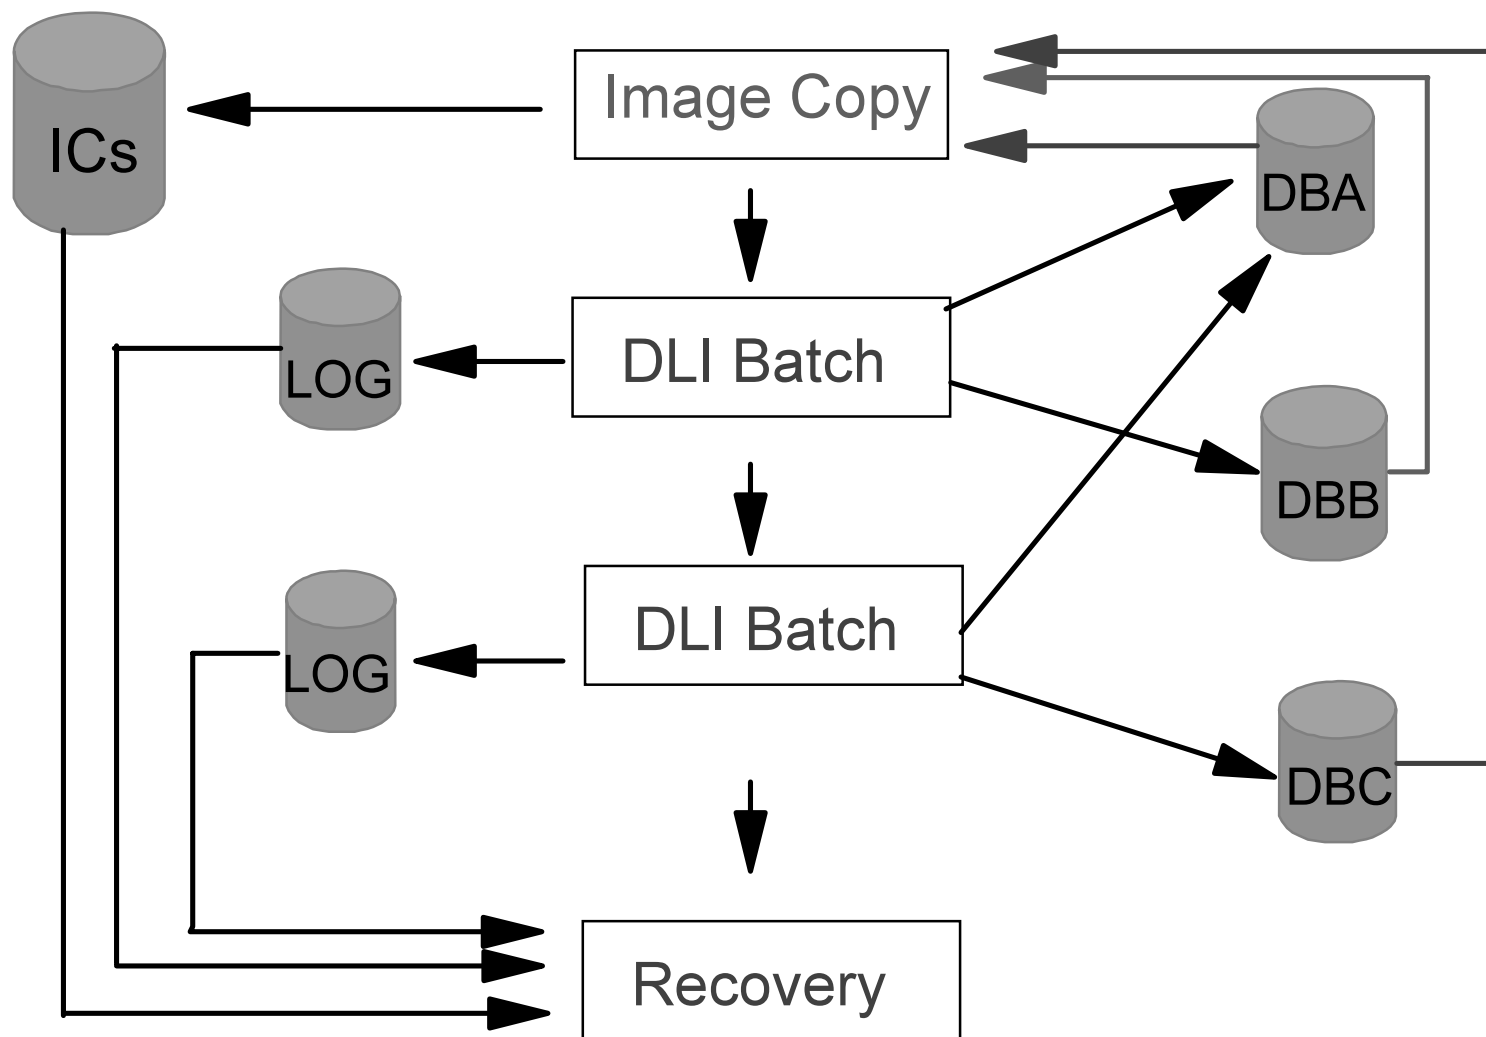 Image Copy
ICs
DBA
DLI Batch
LOG
DBB
DLI Batch
LOG
DBC
Recovery